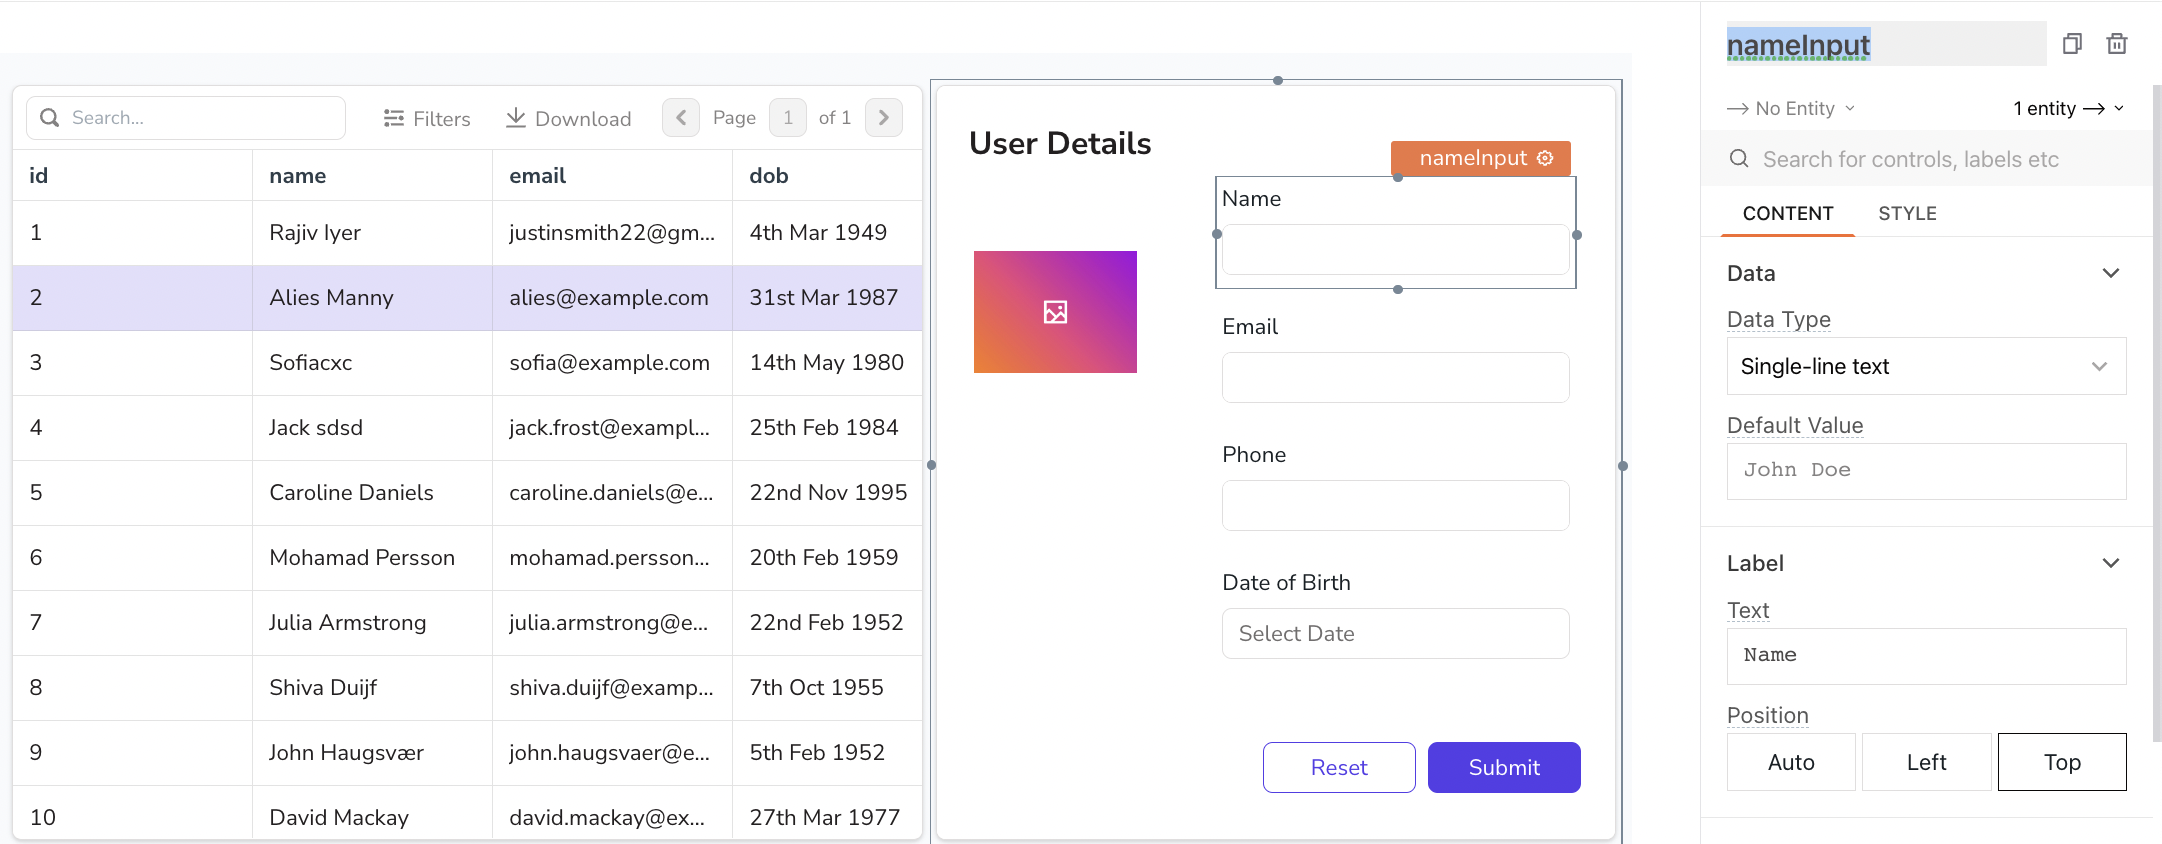 Search...
Filters
Download
Page 1 of 1
id name email dob
1 Rajiv Iyer justinsmith22@gm... 4th Mar 1949
2 Alies Manny alies@example.com 31st Mar 1987
3 Sofiacxc sofia@example.com 14th May 1980
4 Jack sdsd jack.frost@exampl... 25th Feb 1984
5 Caroline Daniels caroline.daniels@e... 22nd Nov 1995
6 Mohamad Persson mohamad.persson... 20th Feb 1959
7 Julia Armstrong julia.armstrong@e... 22nd Feb 1952
8 Shiva Duijf shiva.duijf@examp... 7th Oct 1955
9 John Haugsvær john.haugsvaer@e... 5th Feb 1952
10 David Mackay david.mackay@ex... 27th Mar 1977
User Details
nameInput
Name
Email
Phone
Date of Birth
Select Date
Reset Submit
nameInput
No Entity 1 entity
Search for controls, labels etc
CONTENT STYLE
Data
Data Type
Single-line text
Default Value
John Doe
Label
Text
Name
Position
Auto Left Top